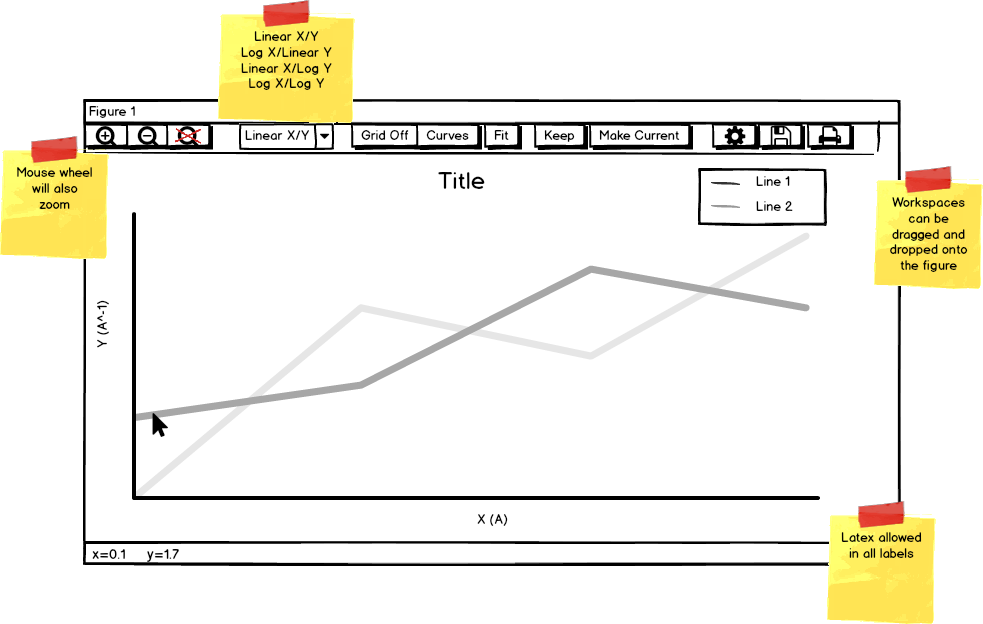 Linear X/Y
Log X/Linear Y
Linear X/Log Y
Log X/Log Y
Figure 1
Linear X/Y
Grid Off
Curves
Fit
Keep
Make Current
Mouse wheel
will also
zoom
Title
Line 1
Line 2
Workspaces
can be
dragged and
dropped onto
the figure
Y (A^-1)
X (A)
Latex allowed
in all labels
x=0.1 y=1.7